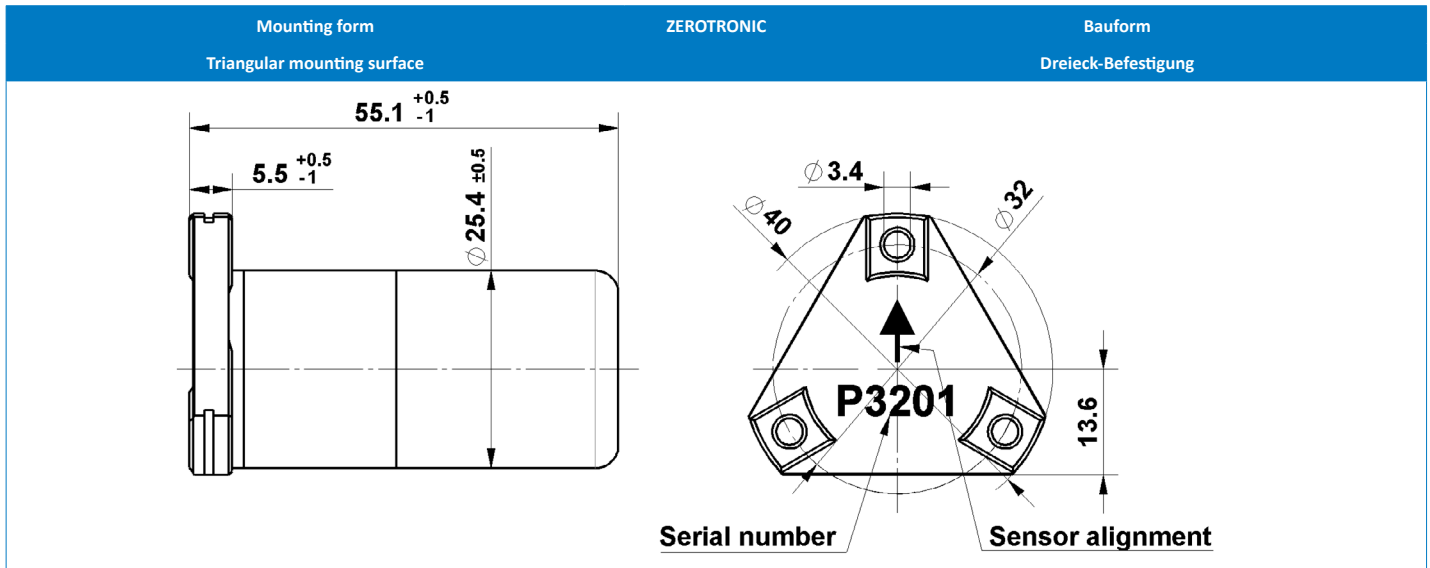 Mounting form ZEROTRONIC Bauform
Triangular mounting surface Dreieck-Befestigung
55.1 +0.5 -1
5.5 +0.5 -1
∅ 25.4 ±0.5
∅ 3.4
∅ 40
∅ 32
P3201
13.6
Serial number
Sensor alignment